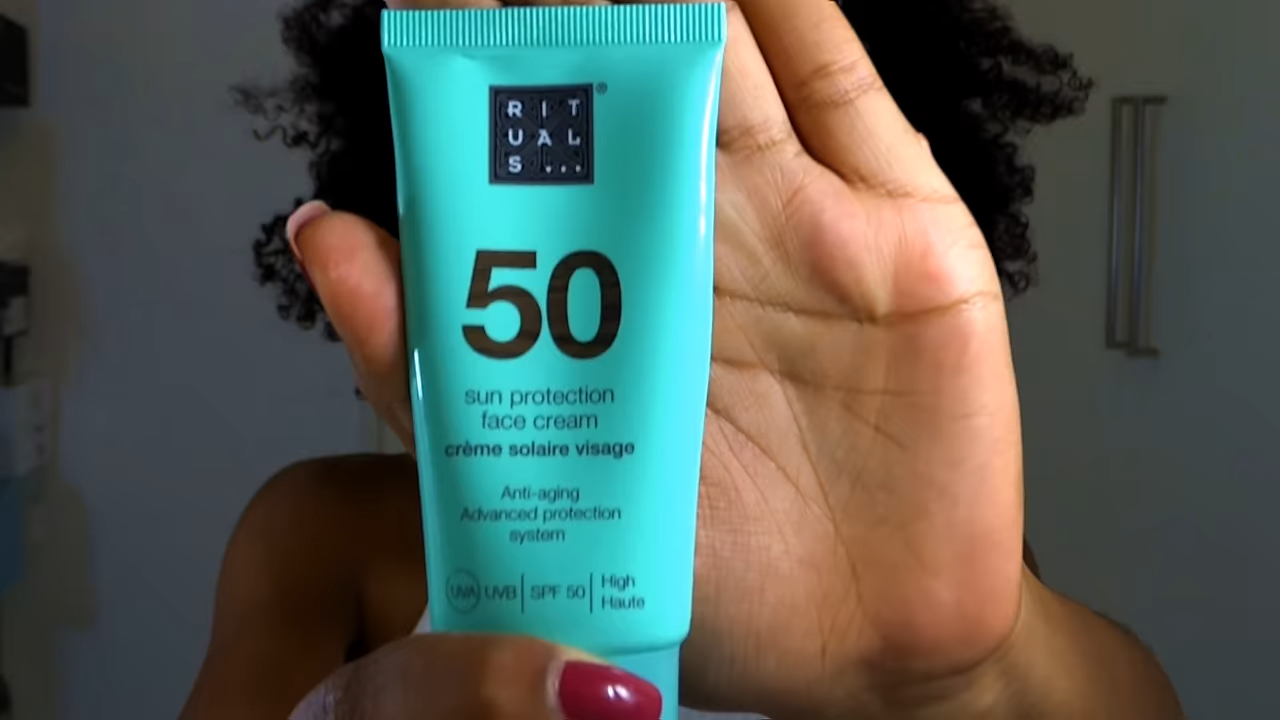 RIT
UAL
S...
®
50
sun protection
face cream
crème solaire visage
Anti-aging
Advanced protection
system
UVA UVB SPF 50 High
Haute